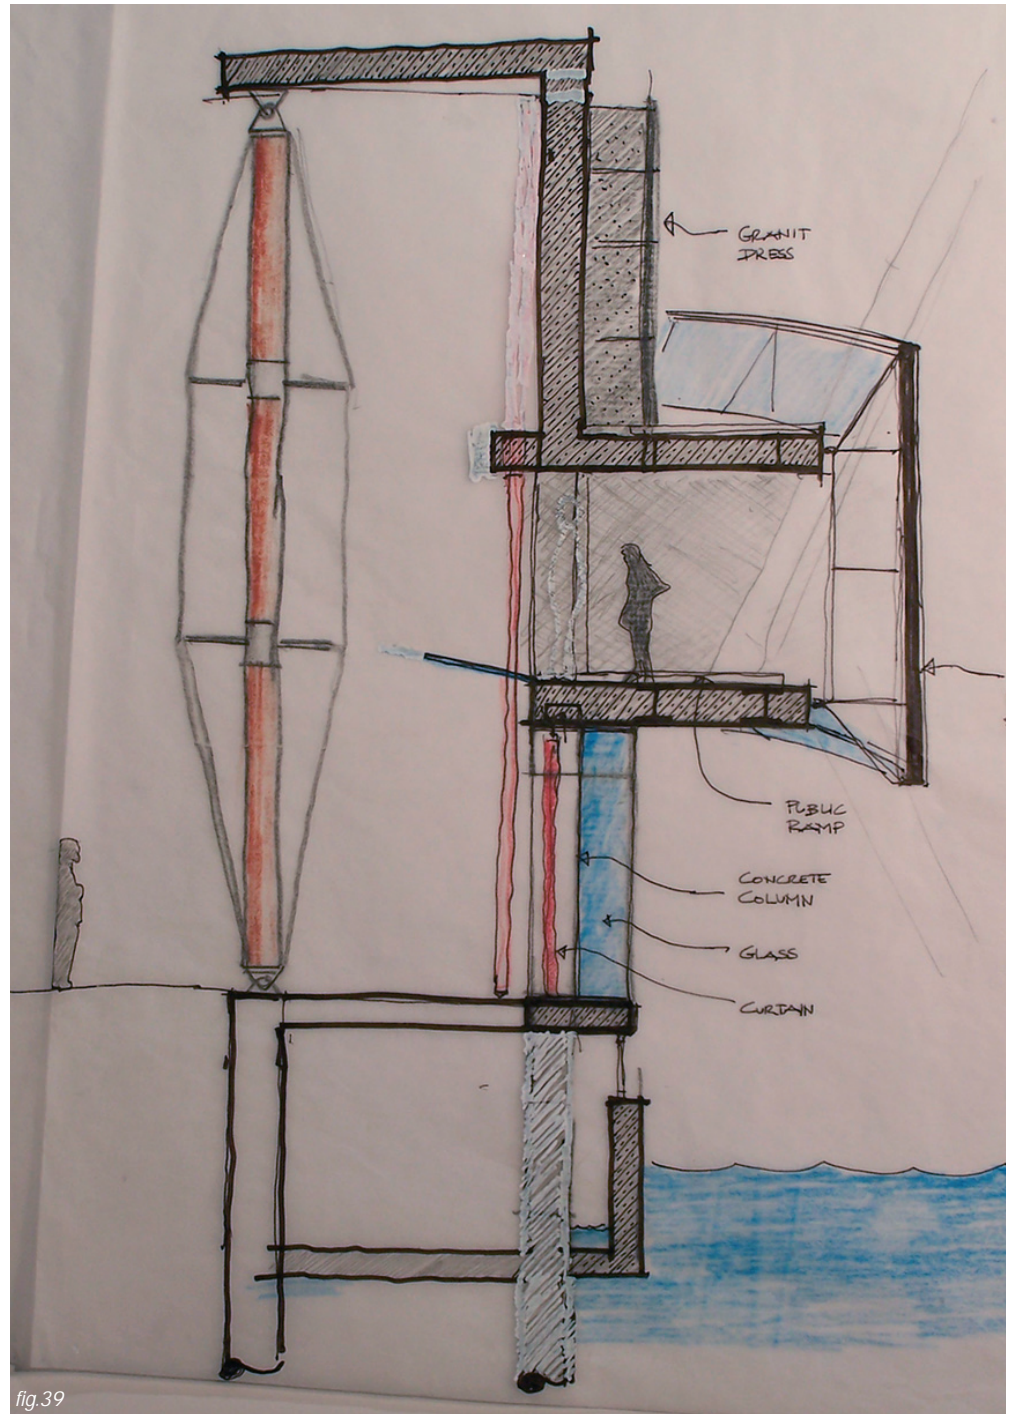 GRANIT
DRESS
PUBLIC
RAMP
CONCRETE
COLUMN
GLASS
CURTAIN
fig.39